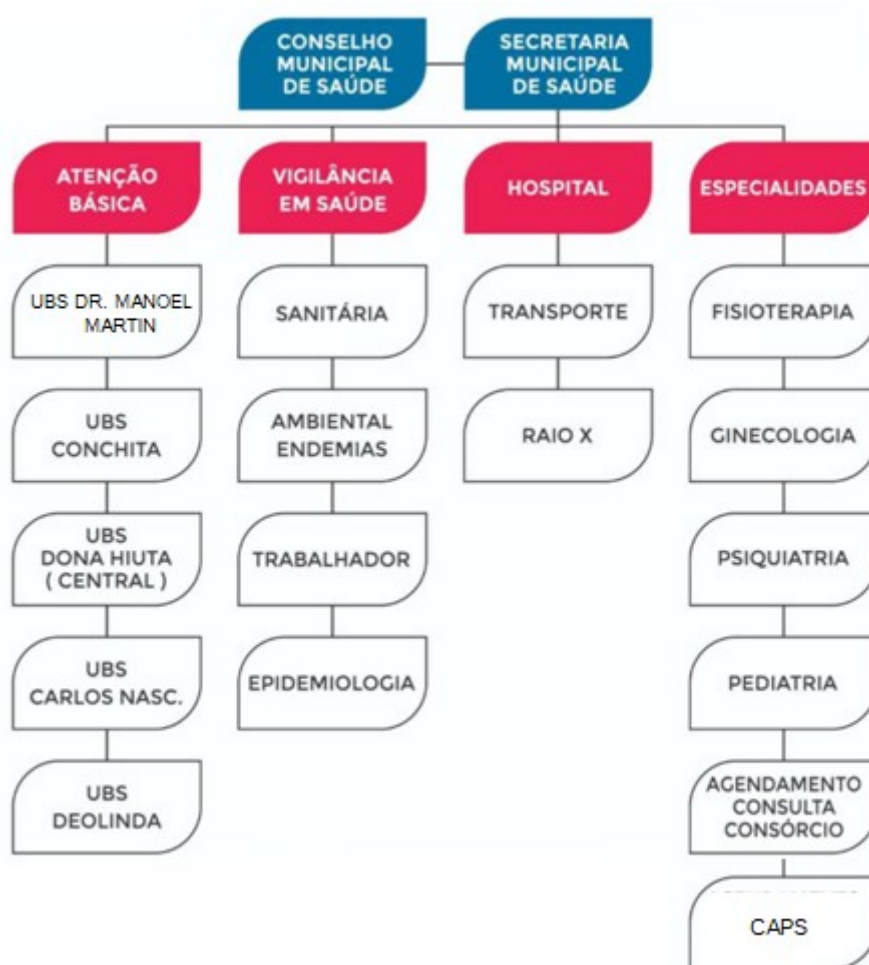 CONSELHO
MUNICIPAL
DE SAÚDE
SECRETARIA
MUNICIPAL
DE SAÚDE
ATENÇÃO
BÁSICA
VIGILÂNCIA
EM SAÚDE
HOSPITAL
ESPECIALIDADES
UBS DR. MANOEL
MARTIN
SANITÁRIA
TRANSPORTE
FISIOTERAPIA
UBS
CONCHITA
AMBIENTAL
ENDEMIAS
RAIO X
GINECOLOGIA
UBS
DONA HIUTA
( CENTRAL )
TRABALHADOR
PSIQUIATRIA
UBS
CARLOS NASC.
EPIDEMIOLOGIA
PEDIATRIA
UBS
DEOLINDA
AGENDAMENTO
CONSULTA
CONSÓRCIO
CAPS